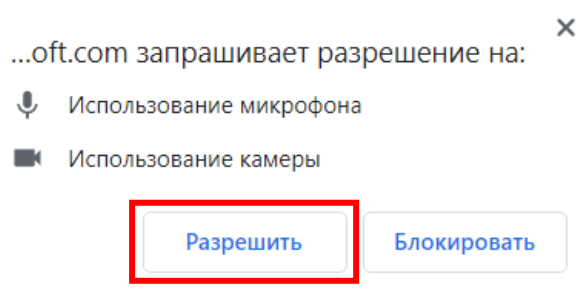 ...oft.com запрашивает разрешение на:
Использование микрофона
Использование камеры
Разрешить
Блокировать